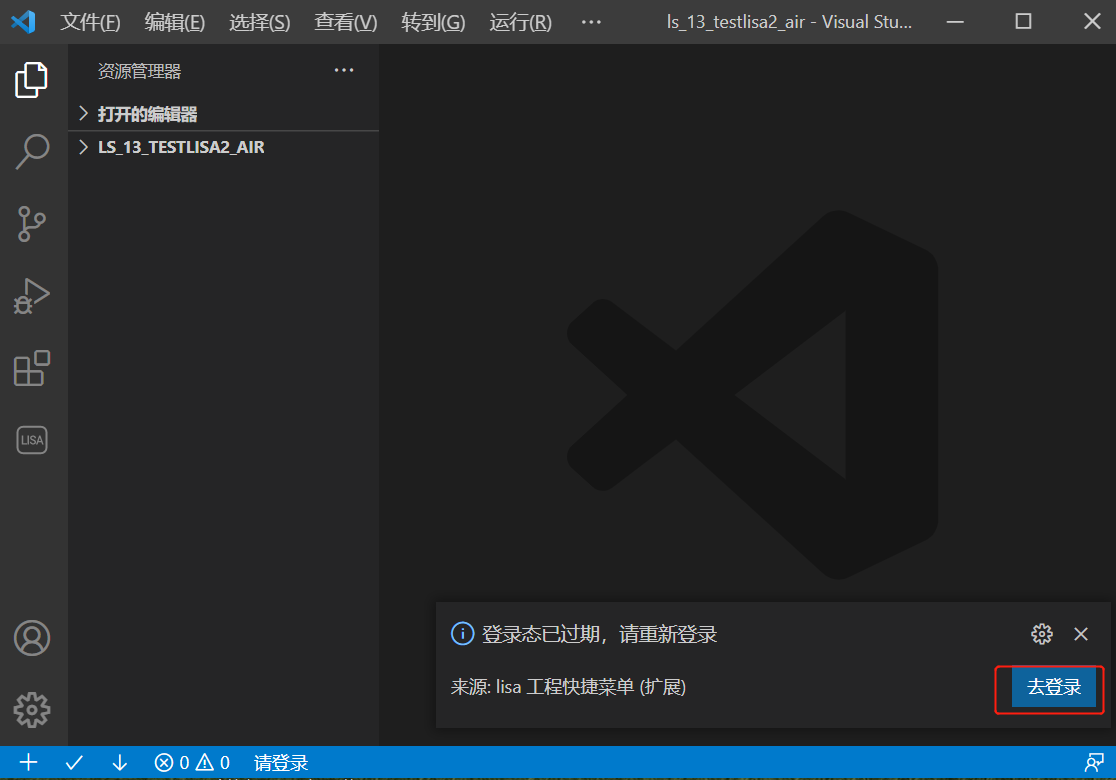 文件(F) 编辑(E) 选择(S) 查看(V) 转到(G) 运行(R) ··· ls_13_testlisa2_air - Visual Stu...
资源管理器 ···
打开的编辑器
LS_13_TESTLISA2_AIR
LISA
登录态已过期，请重新登录
来源: lisa 工程快捷菜单 (扩展)
去登录
0 0 请登录